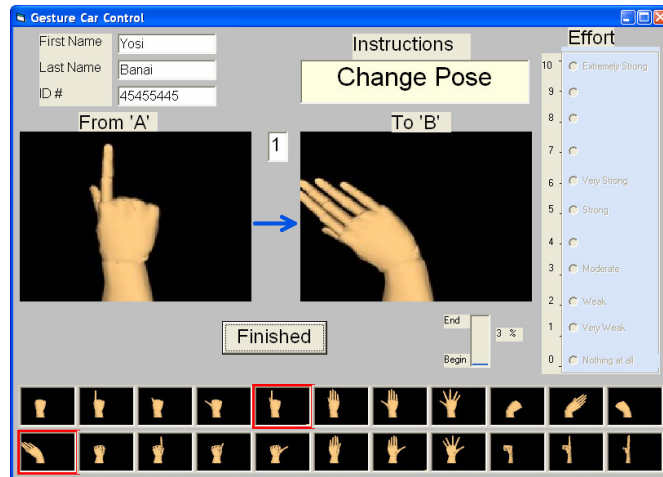 Gesture Car Control
First Name Yosi
Last Name Banai
ID # 45455445
Instructions
Change Pose
From 'A'
1
To 'B'
Finished
End
3 %
Begin
Effort
10 Extremely Strong
9
8
7
6 Very Strong
5 Strong
4
3 Moderate
2 Weak
1 Very Weak
0 Nothing at all